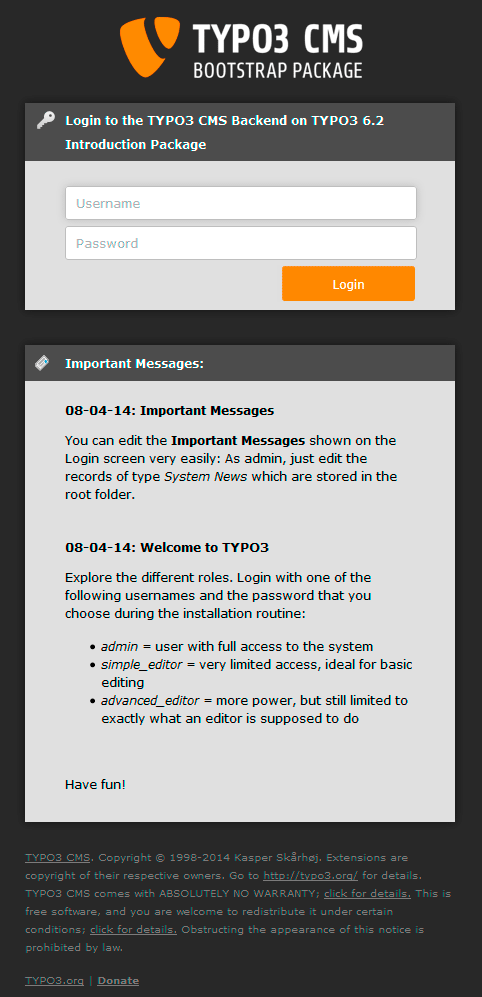 TYPO3 CMS
BOOTSTRAP PACKAGE
Login to the TYPO3 CMS Backend on TYPO3 6.2
Introduction Package
Username
Password
Login
Important Messages:
08-04-14: Important Messages
You can edit the Important Messages shown on the
Login screen very easily: As admin, just edit the
records of type System News which are stored in the
root folder.
08-04-14: Welcome to TYPO3
Explore the different roles. Login with one of the
following usernames and the password that you
choose during the installation routine:
• admin = user with full access to the system
• simple_editor = very limited access, ideal for basic
editing
• advanced_editor = more power, but still limited to
exactly what an editor is supposed to do
Have fun!
TYPO3 CMS. Copyright © 1998-2014 Kasper Skårhøj. Extensions are
copyright of their respective owners. Go to http://typo3.org/ for details.
TYPO3 CMS comes with ABSOLUTELY NO WARRANTY; click for details. This is
free software, and you are welcome to redistribute it under certain
conditions; click for details. Obstructing the appearance of this notice is
prohibited by law.
TYPO3.org | Donate